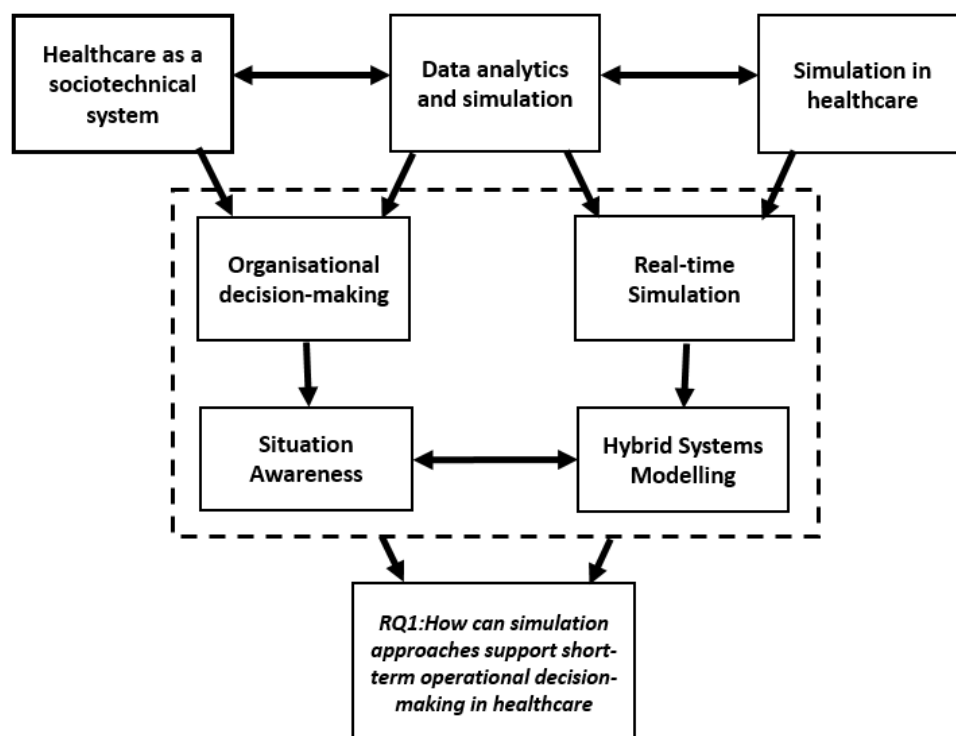 Healthcare as a
sociotechnical
system
Data analytics
and simulation
Simulation in
healthcare
Organisational
decision-making
Real-time
Simulation
Situation
Awareness
Hybrid Systems
Modelling
RQ1:How can simulation
approaches support short-
term operational decision-
making in healthcare